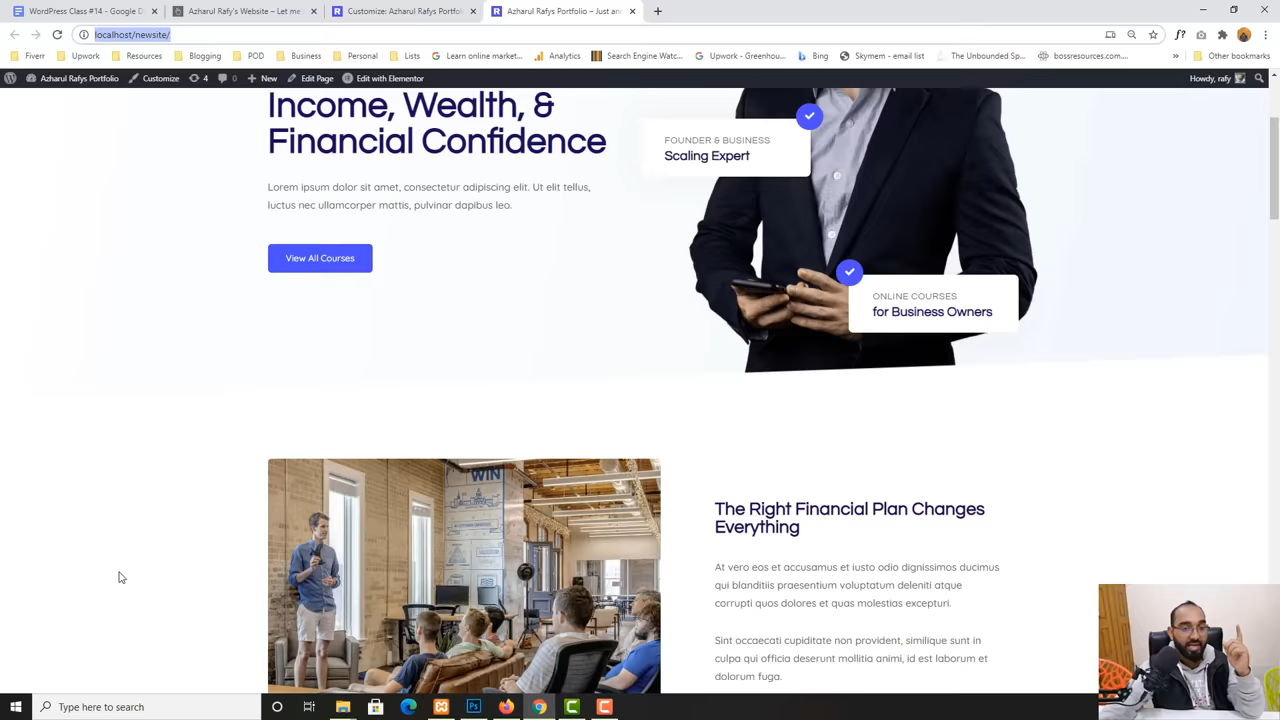 WordPress Class #14 - Google D
Azharul Rafy's Website – Let me
Customize: Azharul Rafys Portfol
Azharul Rafys Portfolio – Just an
localhost/newsite/
Fiverr
Upwork
Resources
Blogging
POD
Business
Personal
Lists
Learn online market...
Analytics
Search Engine Watc...
Upwork - Greenhou...
Bing
Skymem - email list
The Unbounded Sp...
bossresources.com...
Other bookmarks
Azharul Rafys Portfolio
Customize
4
0
New
Edit Page
Edit with Elementor
Howdy, rafy
Income, Wealth, &
Financial Confidence
Lorem ipsum dolor sit amet, consectetur adipiscing elit. Ut elit tellus,
luctus nec ullamcorper mattis, pulvinar dapibus leo.
View All Courses
FOUNDER & BUSINESS
Scaling Expert
ONLINE COURSES
for Business Owners
WIN
The Right Financial Plan Changes
Everything
At vero eos et accusamus et iusto odio dignissimos ducimus
qui blanditiis praesentium voluptatum deleniti atque
corrupti quos dolores et quas molestias excepturi.
Sint occaecati cupiditate non provident, similique sunt in
culpa qui officia deserunt mollitia animi, id est laborum et
dolorum fuga.
Type here to search